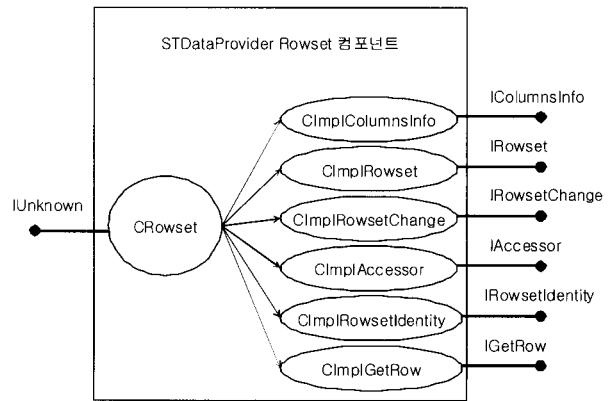 STDataProvider Rowset 컴포넌트
IColumnsInfo
CImplColumnsInfo
IRowset
CImplRowset
IUnknown
CRowset
IRowsetChange
CImplRowsetChange
IAccessor
CImplAccessor
IRowsetIdentity
CImplRowsetIdentity
IGetRow
CImplGetRow